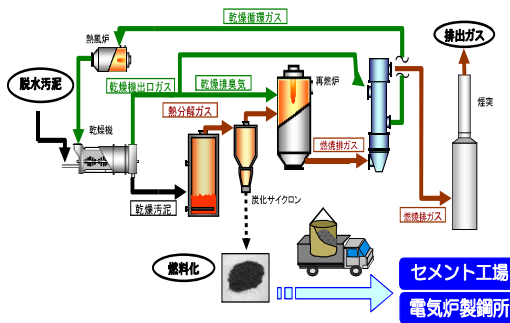 乾燥循環ガス
熱風炉
排出ガス
脱水汚泥
乾燥排出口ガス
乾燥排臭気
再燃炉
熱分解ガス
煙突
乾燥機
燃焼排ガス
炭化サイクロン
乾燥汚泥
燃焼排ガス
燃料化
セメント工場
電気炉製鋼所